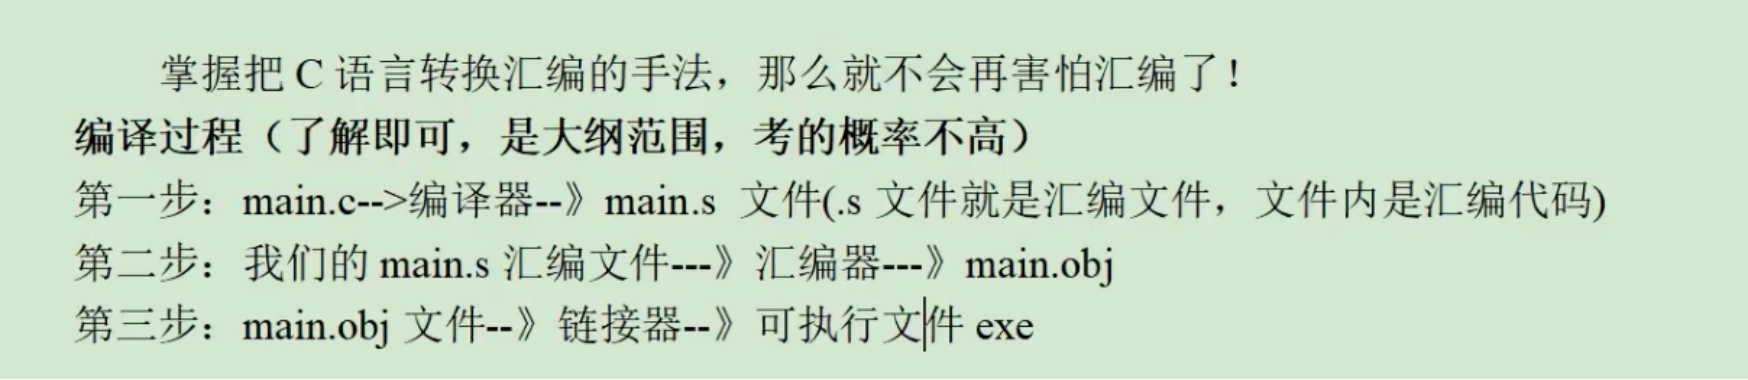 掌握把 C 语言转换汇编的手法，那么就不会再害怕汇编了！
编译过程（了解即可，是大纲范围，考的概率不高）
第一步：main.c-->编译器--》main.s 文件(.s 文件就是汇编文件，文件内是汇编代码)
第二步：我们的 main.s 汇编文件---》汇编器---》main.obj
第三步：main.obj 文件--》链接器--》可执行文件 exe